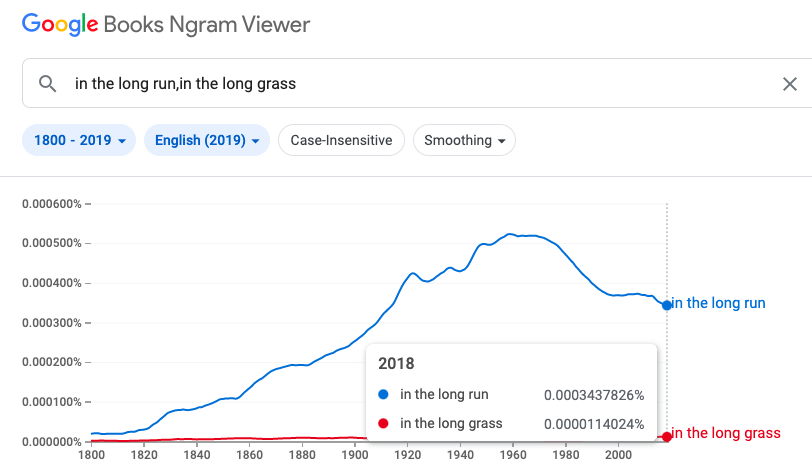 Google Books Ngram Viewer
in the long run,in the long grass
1800 - 2019 English (2019) Case-Insensitive Smoothing
0.000600%
0.000500%
0.000400%
0.000300%
0.000200%
0.000100%
0.000000%
in the long run
2018
in the long run 0.0003437826%
in the long grass 0.0000114024%
in the long grass
1800 1820 1840 1860 1880 1900 1920 1940 1960 1980 2000